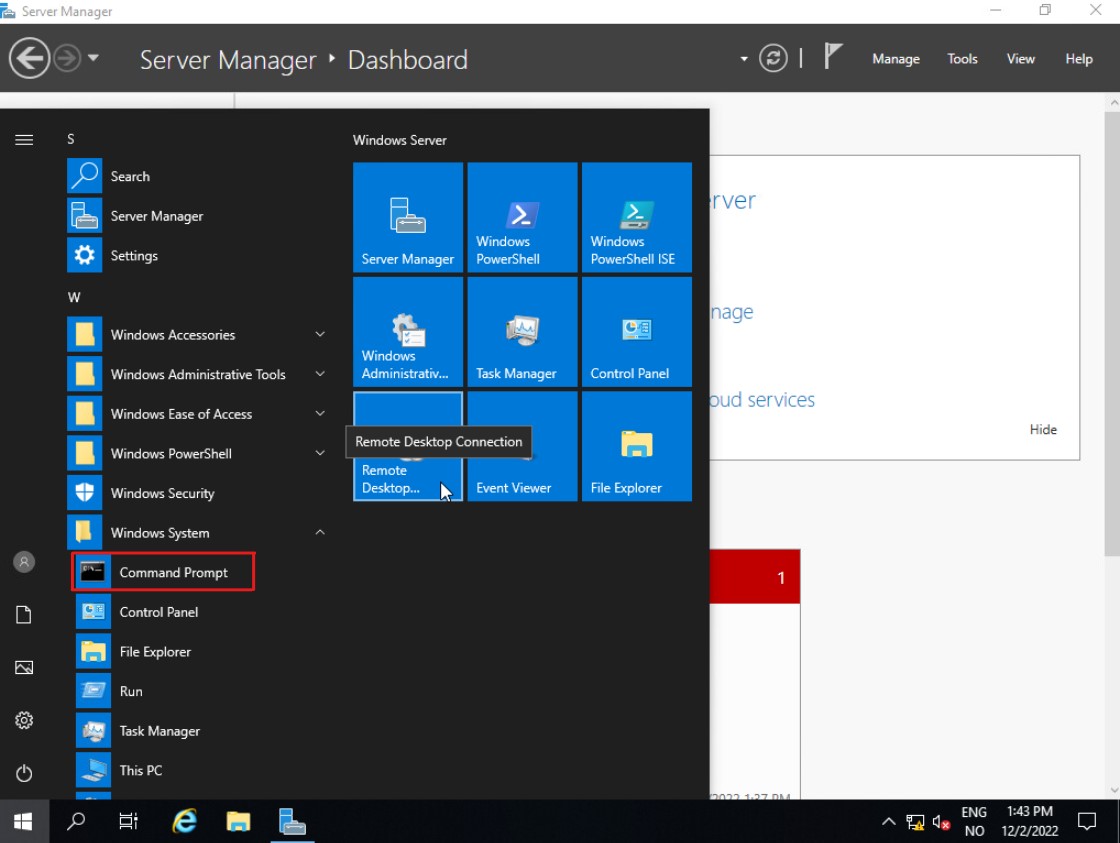 Server Manager
Server Manager
Dashboard
Manage
Tools
View
Help
S
Search
Server Manager
Settings
W
Windows Accessories
Windows Administrative Tools
Windows Ease of Access
Windows PowerShell
Windows Security
Windows System
Command Prompt
Control Panel
File Explorer
Run
Task Manager
This PC
Windows Server
Server Manager
Windows
PowerShell
Windows
PowerShell ISE
Windows
Administrativ...
Task Manager
Control Panel
Remote Desktop Connection
Remote
Desktop...
Event Viewer
File Explorer
erver
nage
oud services
Hide
1
/2022 1:37 PM
ENG
NO
1:43 PM
12/2/2022